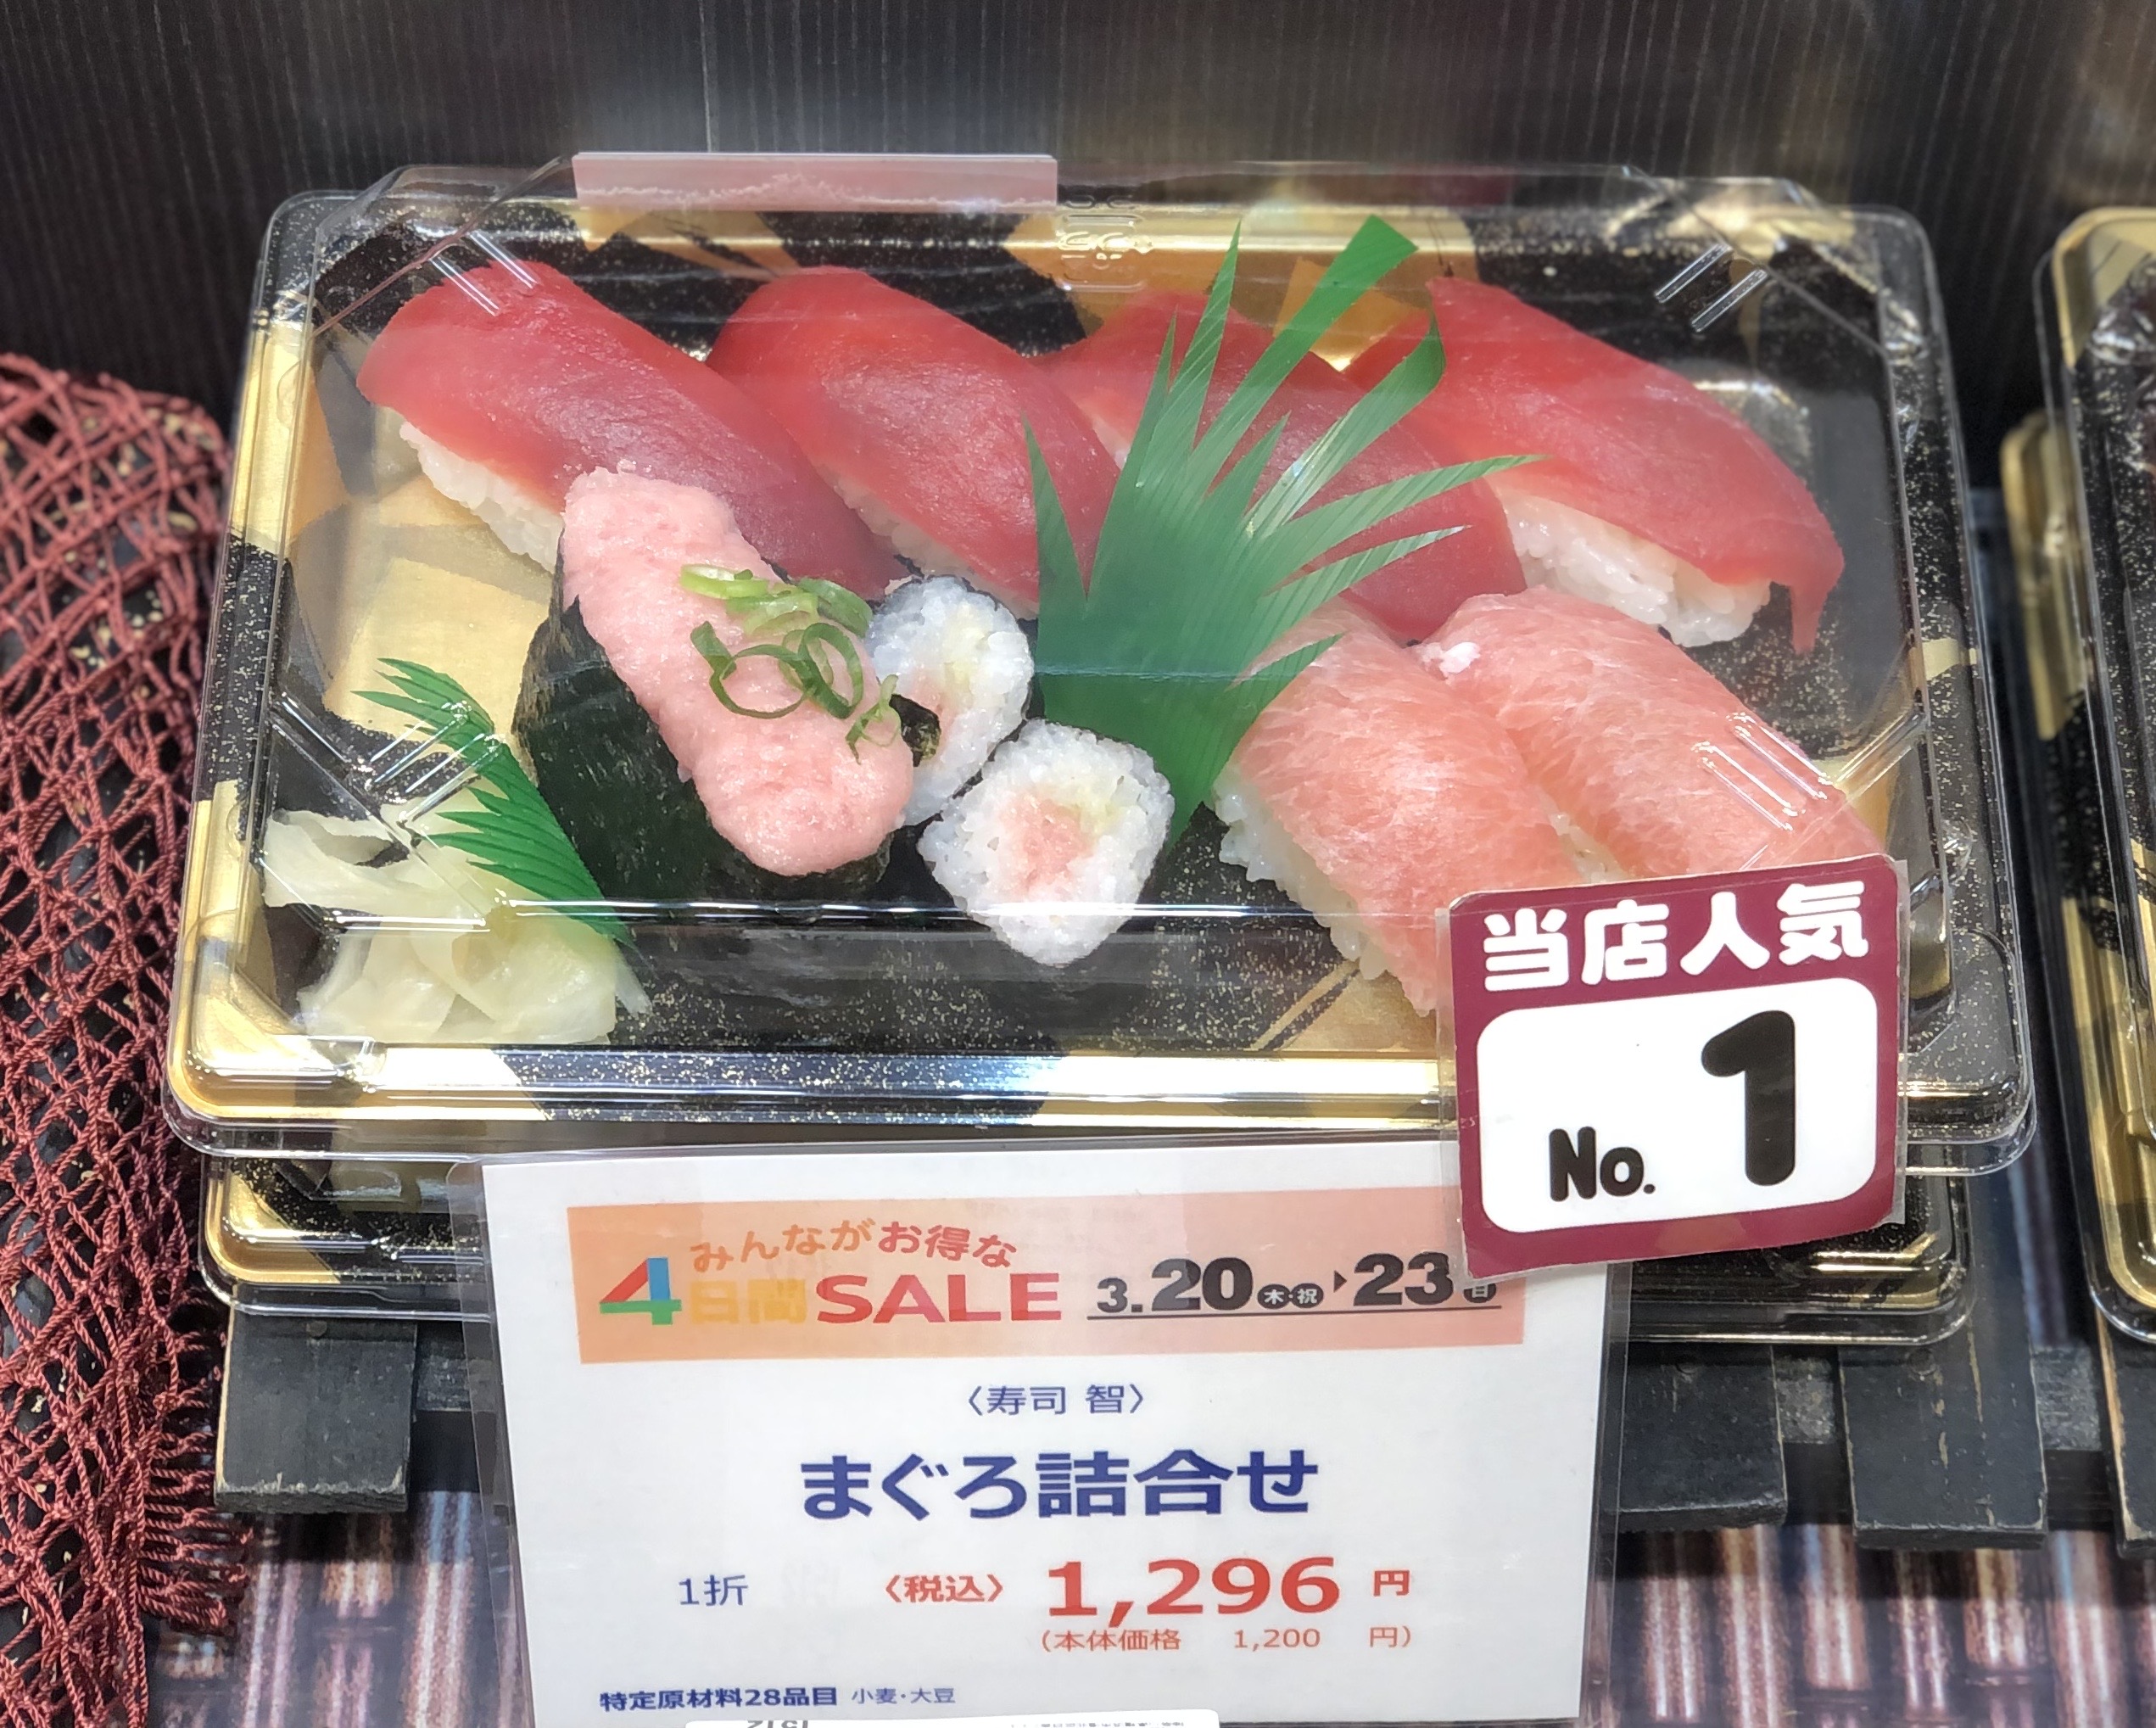 当店人気
No. 1
みんながお得な
4日間SALE 3.20木・祝▶23日
〈寿司 智〉
まぐろ詰合せ
1折 〈税込〉 1,296 円
(本体価格 1,200 円)
特定原材料28品目 小麦・大豆